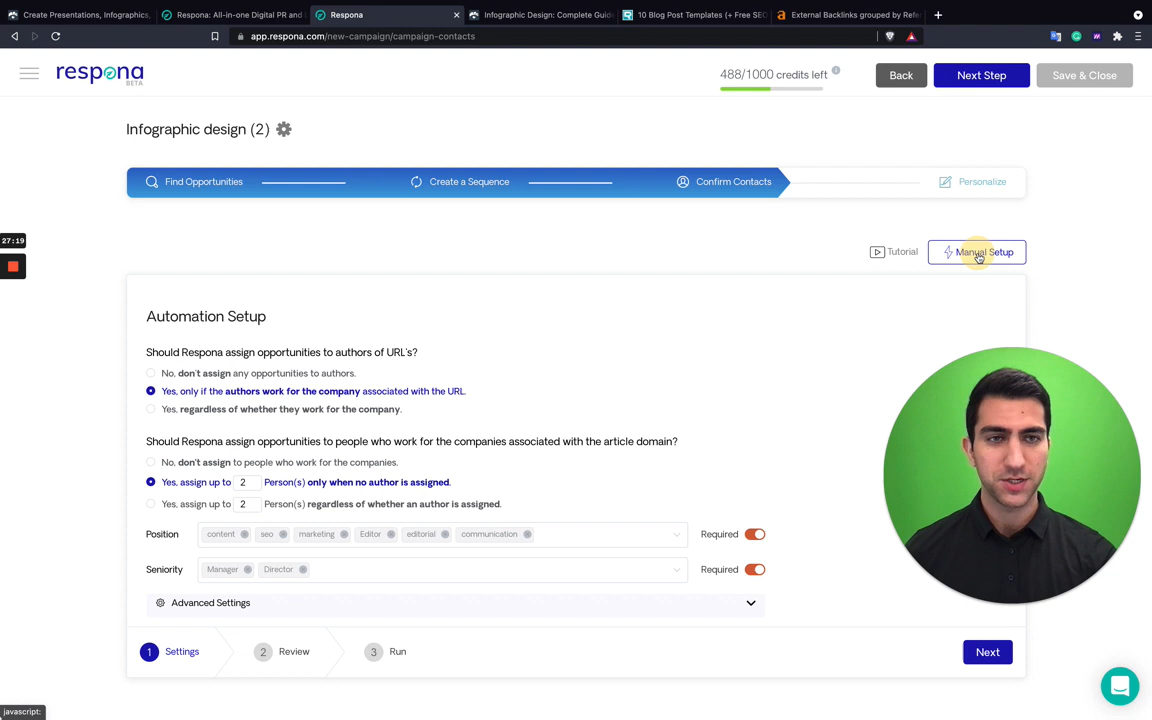 Create Presentations, Infographics,
Respona: All-in-one Digital PR and
Respona
Infographic Design: Complete Guide
10 Blog Post Templates (+ Free SEO
External Backlinks grouped by Refe
app.respona.com/new-campaign/campaign-contacts
respona
BETA
488/1000 credits left
Back
Next Step
Save & Close
Infographic design (2)
Find Opportunities
Create a Sequence
Confirm Contacts
Personalize
27:19
Tutorial
Manual Setup
Automation Setup
Should Respona assign opportunities to authors of URL's?
No, don't assign any opportunities to authors.
Yes, only if the authors work for the company associated with the URL.
Yes, regardless of whether they work for the company.
Should Respona assign opportunities to people who work for the companies associated with the article domain?
No, don't assign to people who work for the companies.
Yes, assign up to 2 Person(s) only when no author is assigned.
Yes, assign up to 2 Person(s) regardless of whether an author is assigned.
Position content seo marketing Editor editorial communication Required
Seniority Manager Director Required
Advanced Settings
1 Settings 2 Review 3 Run Next
javascript: